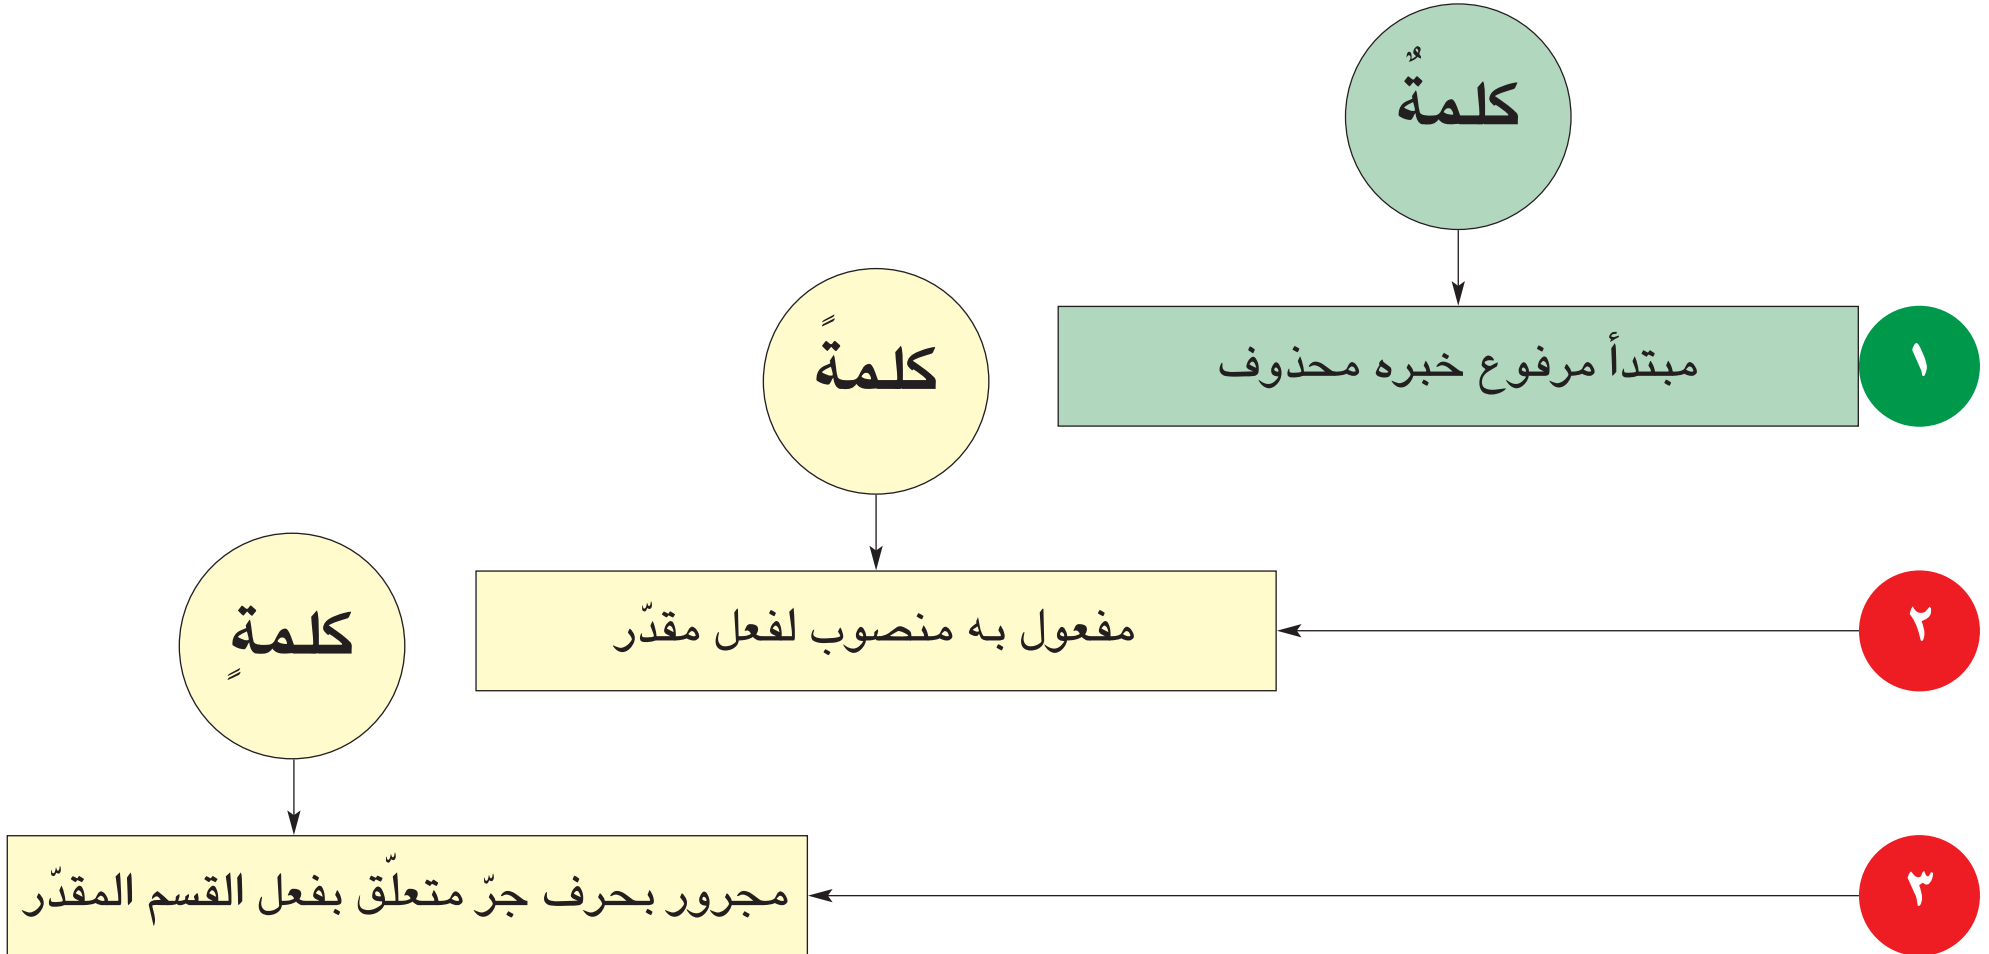 كلمةٌ
١
مبتدأ مرفوع خبره محذوف
كلمةً
٢
مفعول به منصوب لفعل مقدّر
كلمةٍ
٣
مجرور بحرف جرّ متعلّق بفعل القسم المقدّر